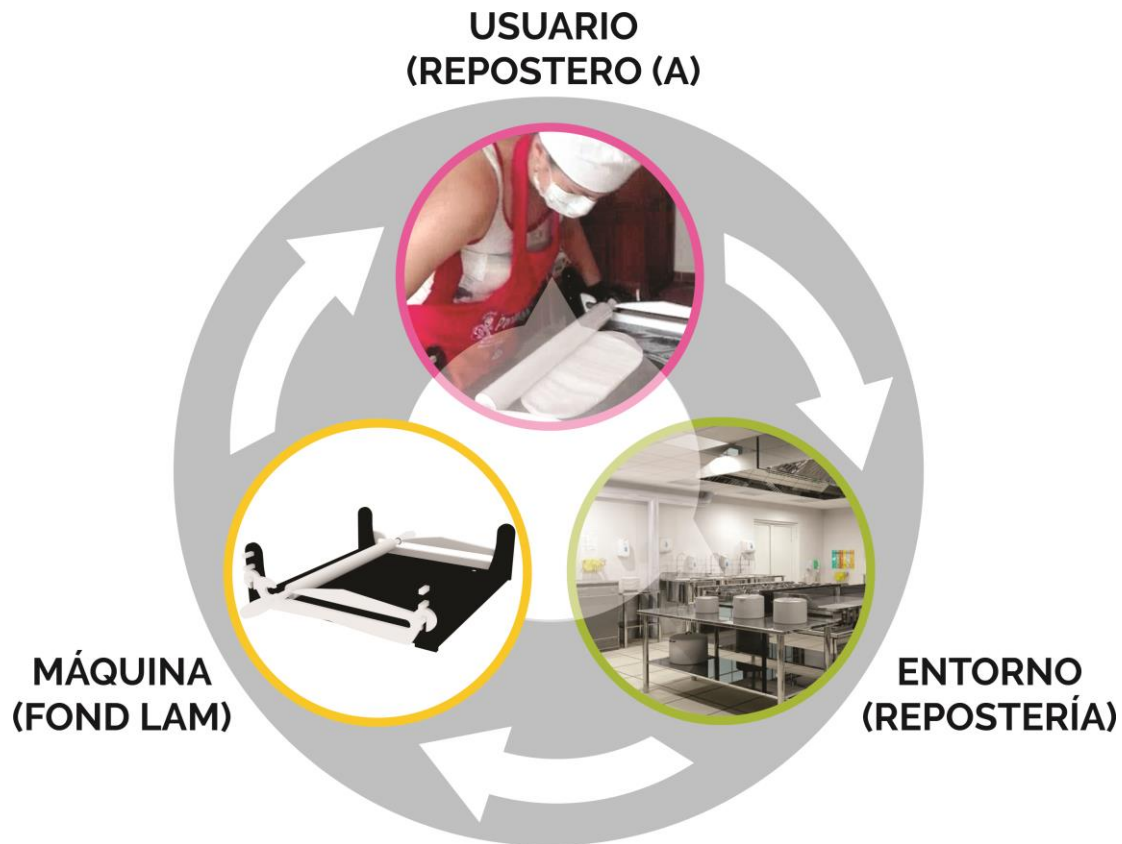 USUARIO
(REPOSTERO (A)
MÁQUINA
(FOND LAM)
ENTORNO
(REPOSTERÍA)